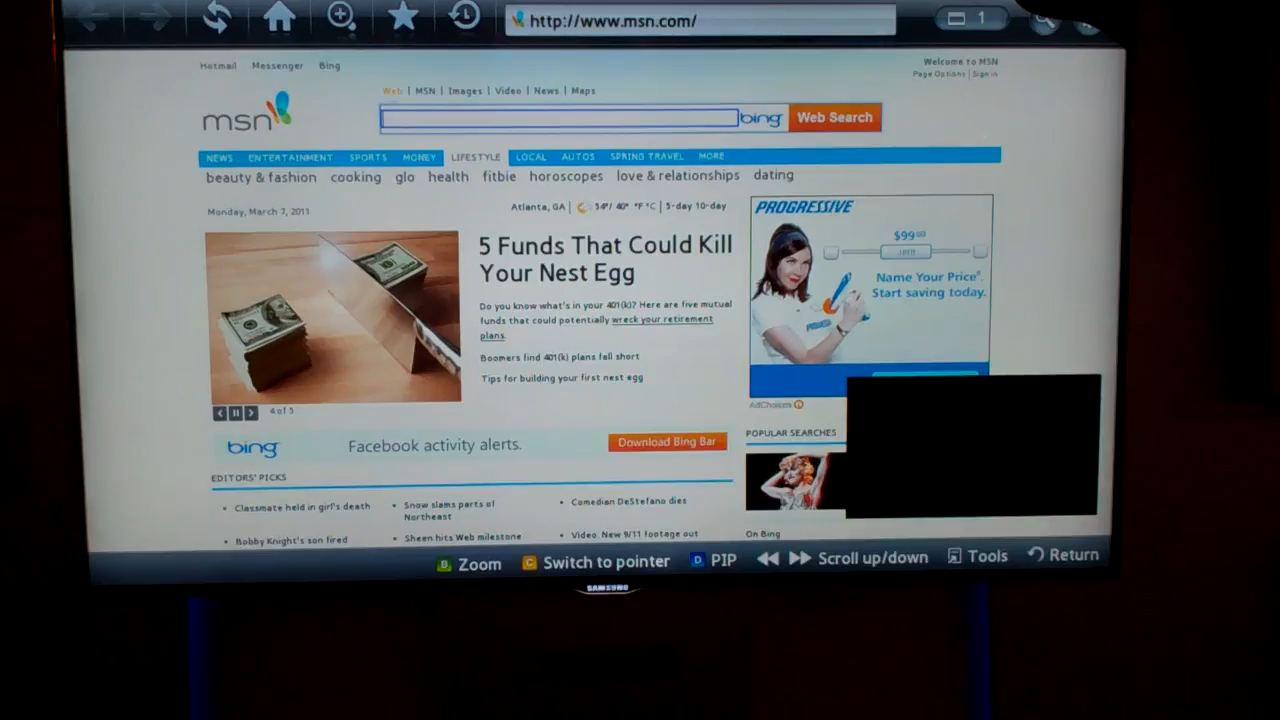 http://www.msn.com/
1
Hotmail Messenger Bing
Welcome to MSN
Page Options | Sign in
Web | MSN | Images | Video | News | Maps
msn
bing
Web Search
NEWS ENTERTAINMENT SPORTS MONEY LIFESTYLE LOCAL AUTOS SPRING TRAVEL MORE
beauty & fashion cooking glo health fitbie horoscopes love & relationships dating
Monday, March 7, 2011
Atlanta, GA | 54°/ 40° °F °C | 5-day 10-day
5 Funds That Could Kill
Your Nest Egg
Do you know what's in your 401(k)? Here are five mutual
funds that could potentially wreck your retirement
plans.
Boomers find 401(k) plans fall short
Tips for building your first nest egg
4 of 5
PROGRESSIVE
$99.00
Name Your Price®.
Start saving today.
AdChoices
bing
Facebook activity alerts.
Download Bing Bar
POPULAR SEARCHES
EDITORS' PICKS
Classmate held in girl's death
Snow slams parts of
Northeast
Comedian DeStefano dies
Bobby Knight's son fired
Sheen hits Web milestone
Video: New 9/11 footage out
On Bing
B Zoom
C Switch to pointer
D PIP
Scroll up/down
Tools
Return
SAMSUNG